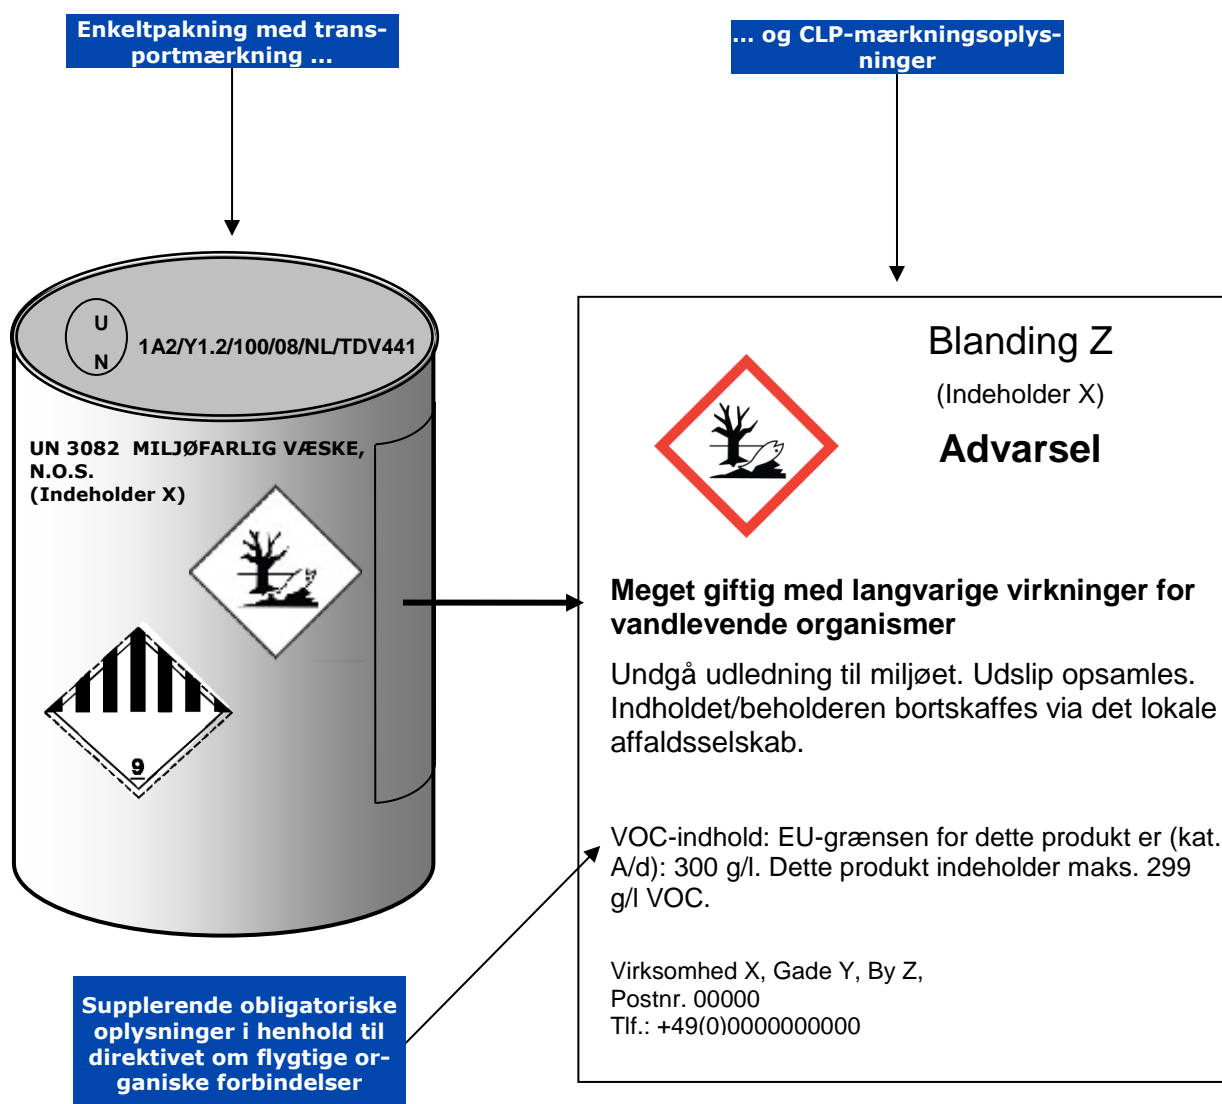 Enkeltpakning med trans-
portmærkning ...
... og CLP-mærkningsoplys-
ninger
U
N
1A2/Y1.2/100/08/NL/TDV441
UN 3082 MILJØFARLIG VÆSKE,
N.O.S.
(Indeholder X)
9
Blanding Z
(Indeholder X)
Advarsel
Meget giftig med langvarige virkninger for
vandlevende organismer
Undgå udledning til miljøet. Udslip opsamles.
Indholdet/beholderen bortskaffes via det lokale
affaldsselskab.
VOC-indhold: EU-grænsen for dette produkt er (kat.
A/d): 300 g/l. Dette produkt indeholder maks. 299
g/l VOC.
Virksomhed X, Gade Y, By Z,
Postnr. 00000
Tlf.: +49(0)0000000000
Supplerende obligatoriske
oplysninger i henhold til
direktivet om flygtige or-
ganiske forbindelser